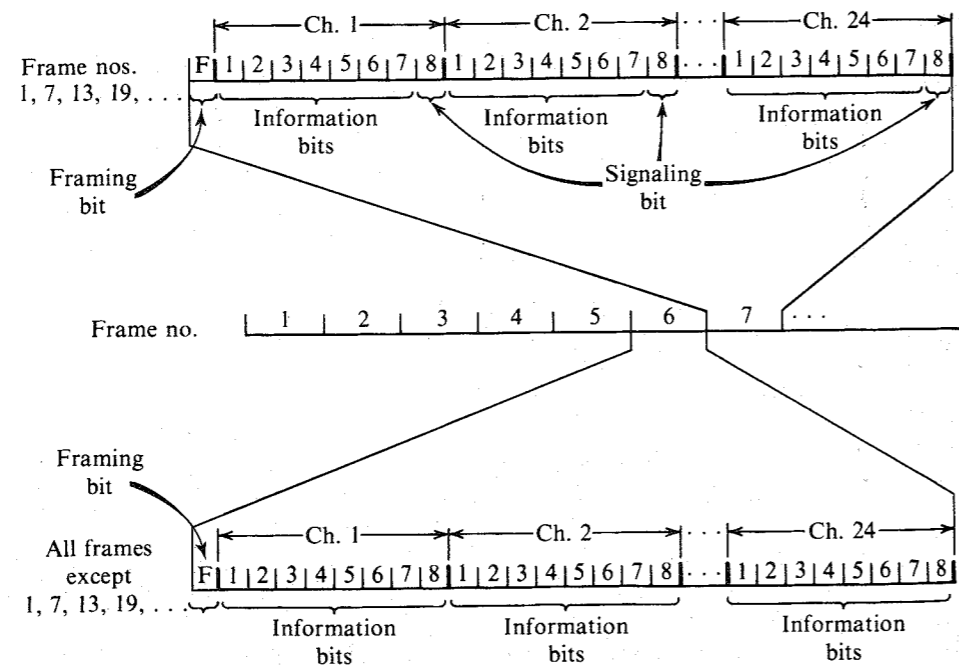 Ch. 1 Ch. 2 · · · Ch. 24
Frame nos. F 1 2 3 4 5 6 7 8 1 2 3 4 5 6 7 8 · · · 1 2 3 4 5 6 7 8
1, 7, 13, 19, . . .
Information bits
Information bits
Information bits
Framing bit
Signaling bit
Frame no. 1 2 3 4 5 6 7 · · ·
Framing bit
Ch. 1 Ch. 2 · · · Ch. 24
All frames except F 1 2 3 4 5 6 7 8 1 2 3 4 5 6 7 8 · · · 1 2 3 4 5 6 7 8
1, 7, 13, 19, . . .
Information bits
Information bits
Information bits